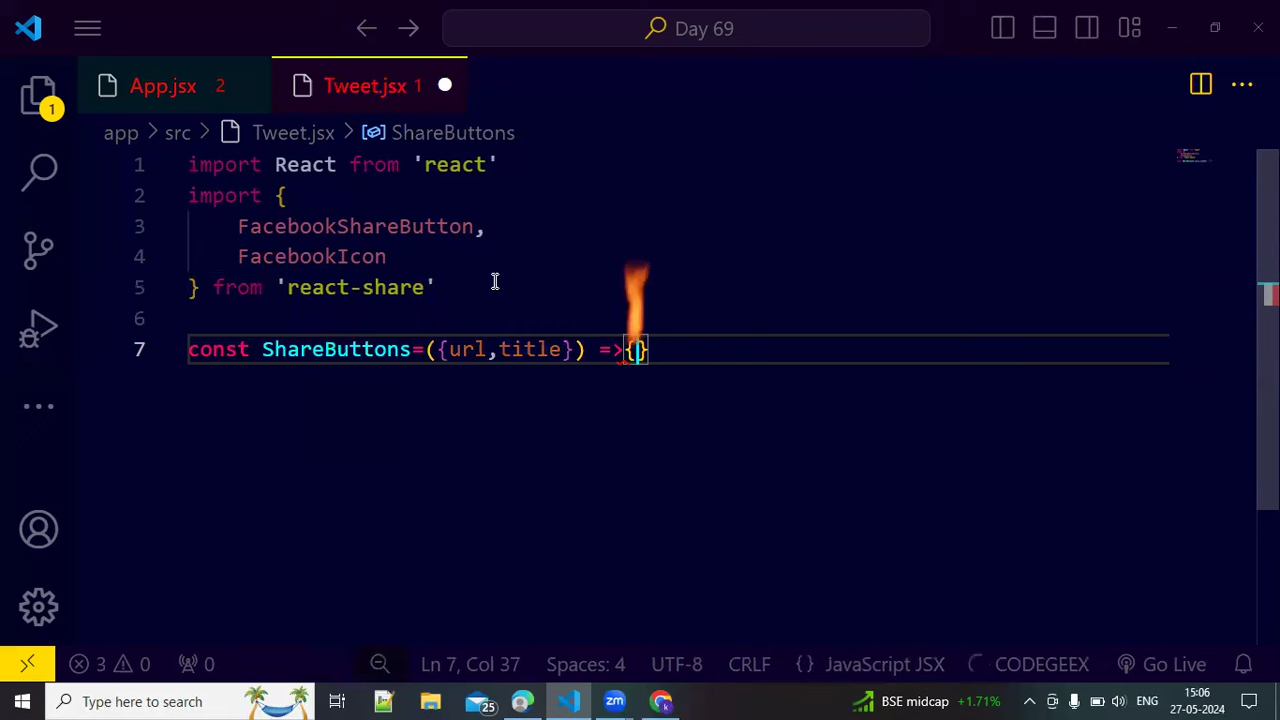 Day 69
App.jsx 2
Tweet.jsx 1
1
app > src > Tweet.jsx > ShareButtons
1 import React from 'react'
2 import {
3 FacebookShareButton,
4 FacebookIcon
5 } from 'react-share'
6
7 const ShareButtons=({url,title}) =>{}
3 0 0 Ln 7, Col 37 Spaces: 4 UTF-8 CRLF {} JavaScript JSX CODEGEEX Go Live
Type here to search 25 BSE midcap +1.71% ENG 15:06
27-05-2024